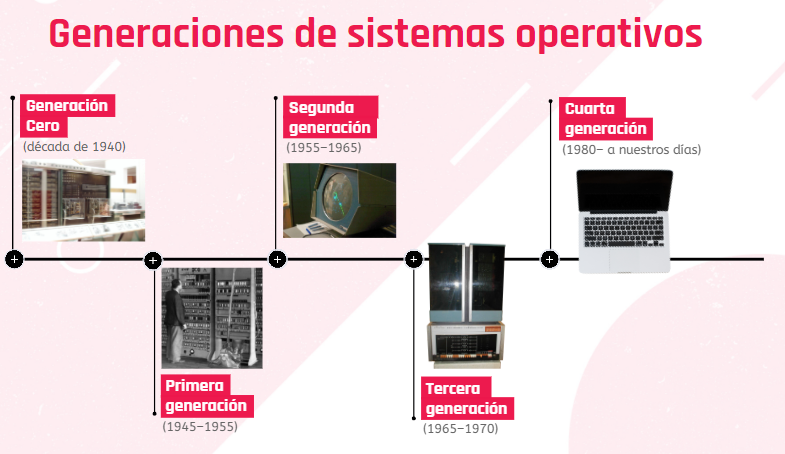 Generaciones de sistemas operativos
Generación
Cero
(década de 1940)
Primera
generación
(1945–1955)
Segunda
generación
(1955–1965)
Tercera
generación
(1965–1970)
Cuarta
generación
(1980– a nuestros días)